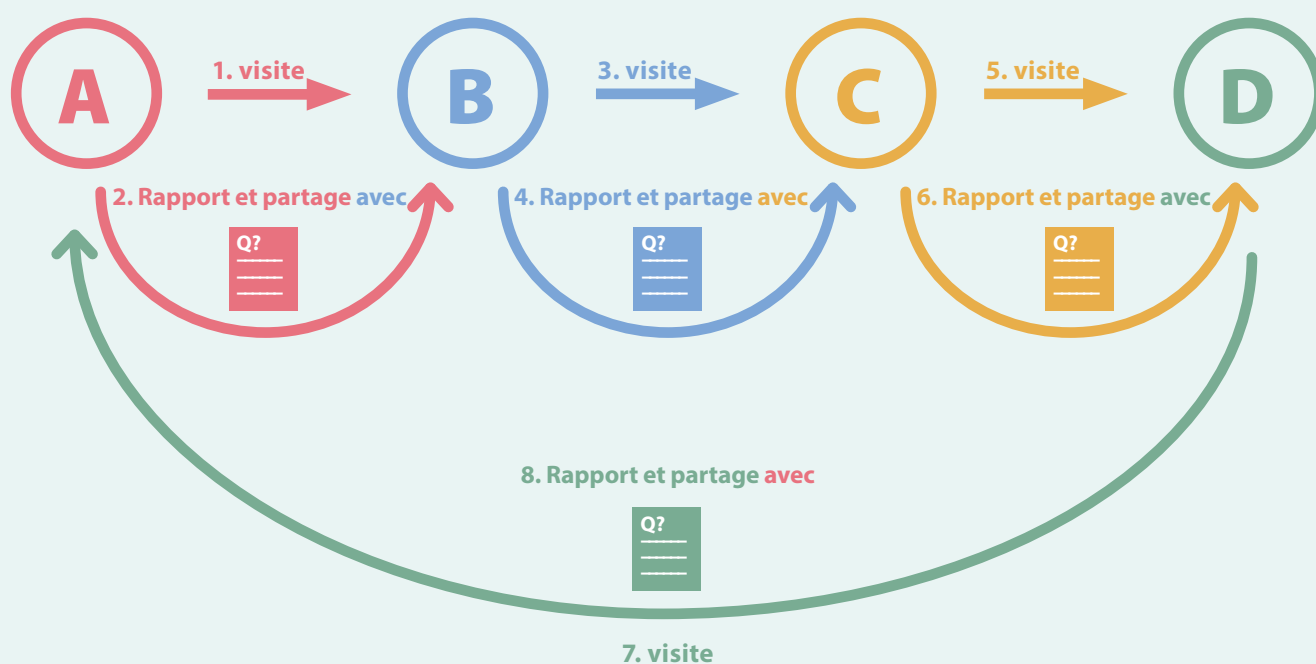 A
1. visite
B
3. visite
C
5. visite
D
2. Rapport et partage avec
4. Rapport et partage avec
6. Rapport et partage avec
Q?
Q?
Q?
8. Rapport et partage avec
Q?
7. visite